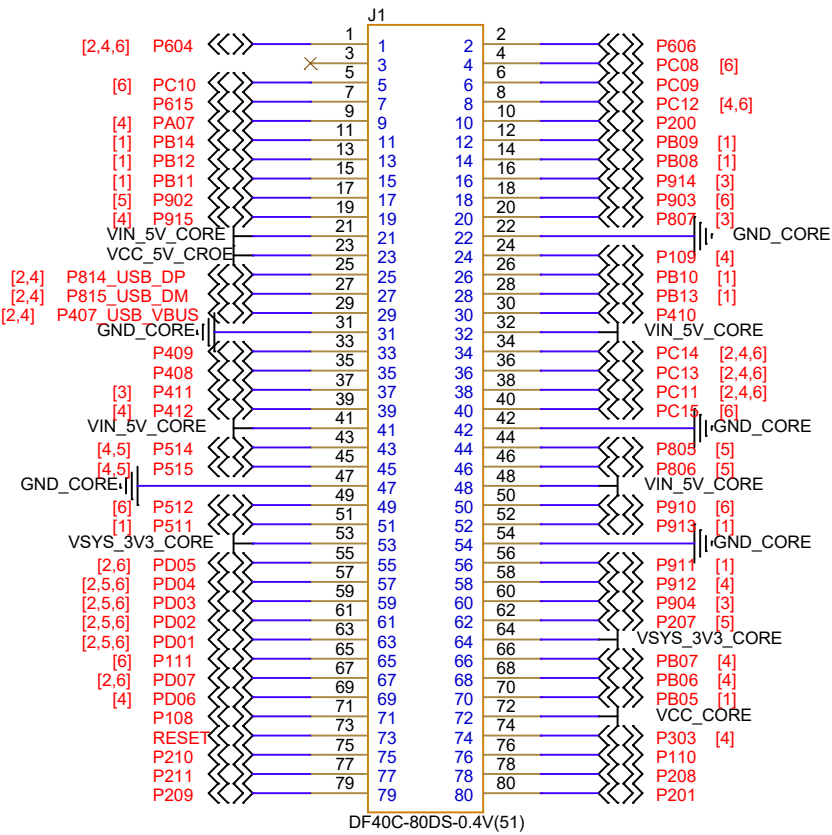 J1
[2,4,6] P604 1 1 2 2 P606
3 3 4 4 PC08 [6]
[6] PC10 5 5 6 6 PC09
P615 7 7 8 8 PC12 [4,6]
[4] PA07 9 9 10 10 P200
[1] PB14 11 11 12 12 PB09 [1]
[1] PB12 13 13 14 14 PB08 [1]
[1] PB11 15 15 16 16 P914 [3]
[5] P902 17 17 18 18 P903 [6]
[4] P915 19 19 20 20 P807 [3]
VIN_5V_CORE 21 21 22 22 GND_CORE
VCC_5V_CROE 23 23 24 24 P109 [4]
[2,4] P814_USB_DP 25 25 26 26 PB10 [1]
[2,4] P815_USB_DM 27 27 28 28 PB13 [1]
[2,4] P407_USB_VBUS 29 29 30 30 P410
GND_CORE 31 31 32 32 VIN_5V_CORE
P409 33 33 34 34 PC14 [2,4,6]
P408 35 35 36 36 PC13 [2,4,6]
[3] P411 37 37 38 38 PC11 [2,4,6]
[4] P412 39 39 40 40 PC15 [6]
VIN_5V_CORE 41 41 42 42 GND_CORE
[4,5] P514 43 43 44 44 P805 [5]
[4,5] P515 45 45 46 46 P806 [5]
GND_CORE 47 47 48 48 VIN_5V_CORE
[6] P512 49 49 50 50 P910 [6]
[1] P511 51 51 52 52 P913 [1]
VSYS_3V3_CORE 53 53 54 54 GND_CORE
[2,6] PD05 55 55 56 56 P911 [1]
[2,5,6] PD04 57 57 58 58 P912 [4]
[2,5,6] PD03 59 59 60 60 P904 [3]
[2,5,6] PD02 61 61 62 62 P207 [5]
[2,5,6] PD01 63 63 64 64 VSYS_3V3_CORE
[6] P111 65 65 66 66 PB07 [4]
[2,6] PD07 67 67 68 68 PB06 [4]
[4] PD06 69 69 70 70 PB05 [1]
P108 71 71 72 72 VCC_CORE
RESET 73 73 74 74 P303 [4]
P210 75 75 76 76 P110
P211 77 77 78 78 P208
P209 79 79 80 80 P201
DF40C-80DS-0.4V(51)